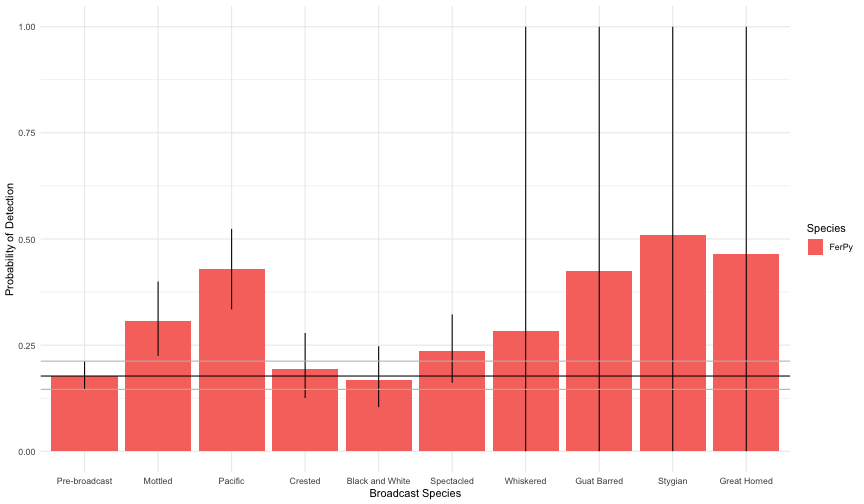 1.00
0.75
0.50
0.25
0.00
Probability of Detection
Pre-broadcast Mottled Pacific Crested Black and White Spectacled Whiskered Guat Barred Stygian Great Horned
Broadcast Species
Species
FerPy